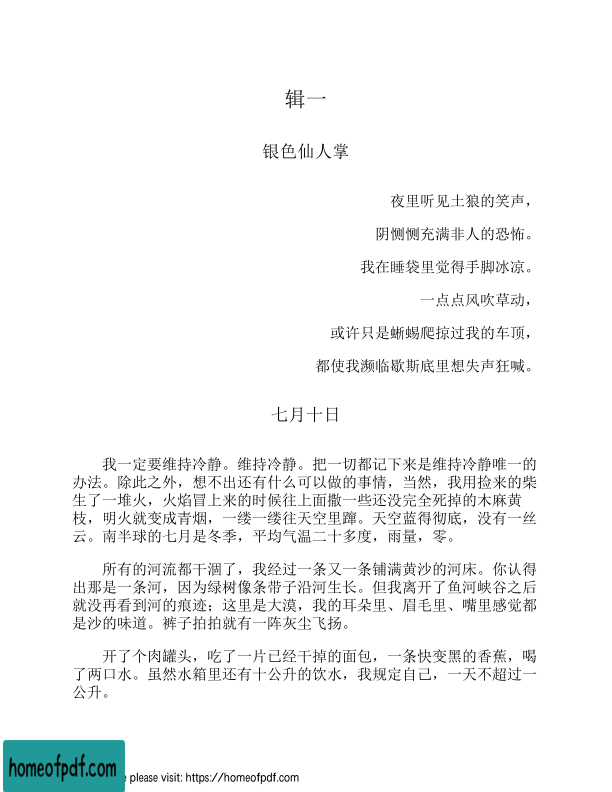 辑一
银色仙人掌
夜里听见土狼的笑声，
阴恻恻充满非人的恐怖。
我在睡袋里觉得手脚冰凉。
一点点风吹草动，
或许只是蜥蜴爬掠过我的车顶，
都使我濒临歇斯底里想失声狂喊。
七月十日
我一定要维持冷静。维持冷静。把一切都记下来是维持冷静唯一的
办法。除此之外，想不出还有什么可以做的事情，当然，我用捡来的柴
生了一堆火，火焰冒上来的时候往上面撒一些还没完全死掉的木麻黄
枝，明火就变成青烟，一缕一缕往天空里蹿。天空蓝得彻底，没有一丝
云。南半球的七月是冬季，平均气温二十多度，雨量，零。
所有的河流都干涸了，我经过一条又一条铺满黄沙的河床。你认得
出那是一条河，因为绿树像条带子沿河生长。但我离开了鱼河峡谷之后
就没再看到河的痕迹；这里是大漠，我的耳朵里、眉毛里、嘴里感觉都
是沙的味道。裤子拍拍就有一阵灰尘飞扬。
开了个肉罐头，吃了一片已经干掉的面包，一条快变黑的香蕉，喝
了两口水。虽然水箱里还有十公升的饮水，我规定自己，一天不超过一
公升。
homeofpdf.com
please visit: https://homeofpdf.com